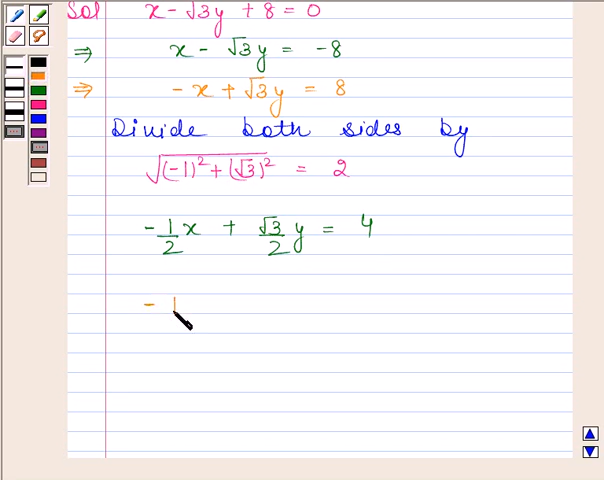 Sol x - √3y + 8 = 0
⇒ x - √3y = -8
⇒ -x + √3y = 8
Divide both sides by
√(-1)² + (√3)² = 2
-1/2 x + √3/2 y = 4
- 1